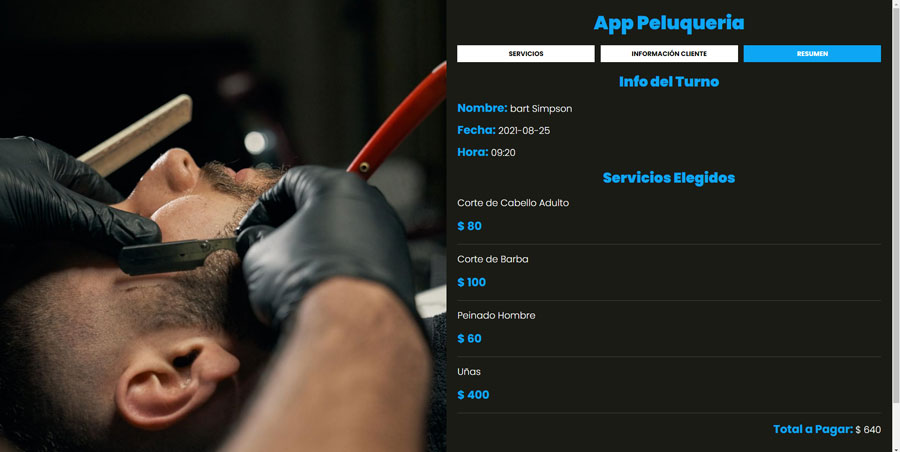 App Peluqueria
SERVICIOS
INFORMACIÓN CLIENTE
RESUMEN
Info del Turno
Nombre: bart Simpson
Fecha: 2021-08-25
Hora: 09:20
Servicios Elegidos
Corte de Cabello Adulto
$ 80
Corte de Barba
$ 100
Peinado Hombre
$ 60
Uñas
$ 400
Total a Pagar: $ 640